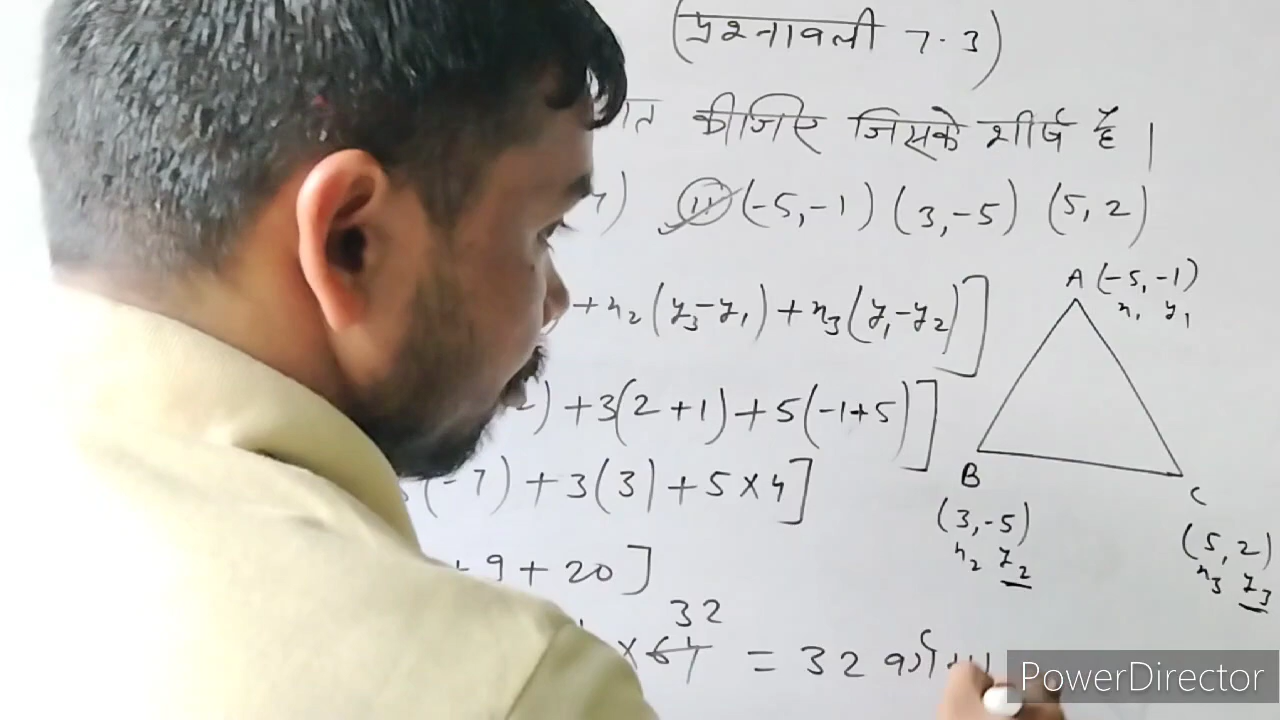 (प्रश्नावली 7.3)
कीजिए जिसके शीर्ष हैं |
) (ii) (-5,-1) (3,-5) (5,2)
A (-5,-1)
x₁ y₁
+x₂(y₃-y₁)+x₃(y₁-y₂)]
)+3(2+1)+5(-1+5)]
(-7)+3(3)+5×4]
B
C
(3,-5)
x₂ y₂
(5,2)
x₃ y₃
+9+20]
32
×64 = 32
PowerDirector